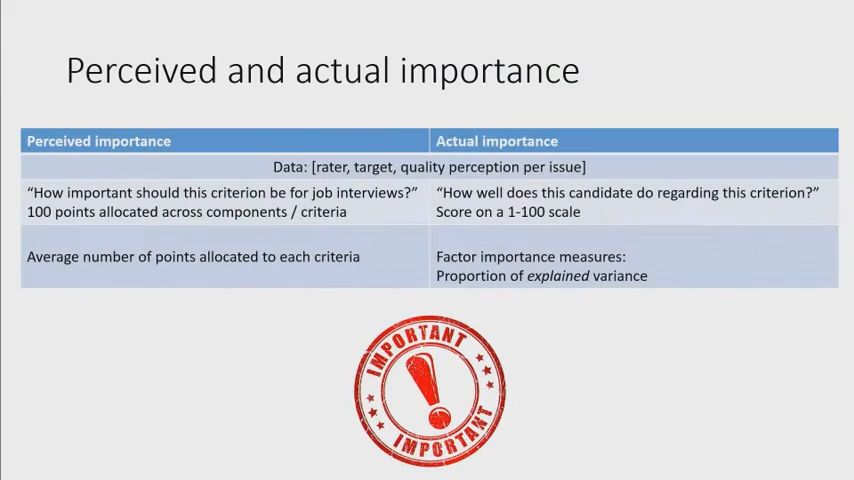 Perceived and actual importance
Perceived importance
Actual importance
Data: [rater, target, quality perception per issue]
“How important should this criterion be for job interviews?”
100 points allocated across components / criteria
“How well does this candidate do regarding this criterion?”
Score on a 1-100 scale
Average number of points allocated to each criteria
Factor importance measures:
Proportion of explained variance
IMPORTANT
IMPORTANT